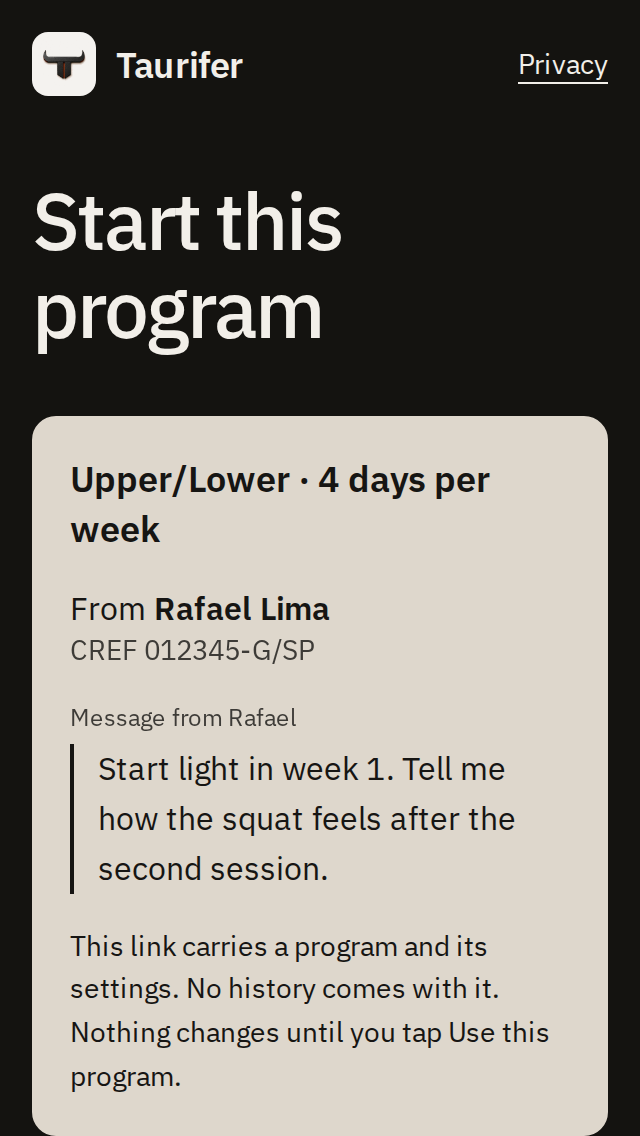 Taurifer
Privacy
Start this
program
Upper/Lower · 4 days per
week
From Rafael Lima
CREF 012345-G/SP
Message from Rafael
Start light in week 1. Tell me
how the squat feels after the
second session.
This link carries a program and its
settings. No history comes with it.
Nothing changes until you tap Use this
program.